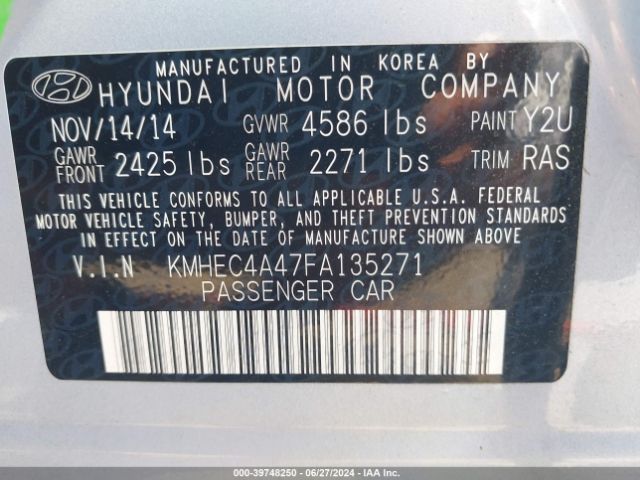 MANUFACTURED IN KOREA BY
HYUNDAI MOTOR COMPANY
NOV/14/14 GVWR 4586 lbs PAINT Y2U
GAWR FRONT 2425 lbs GAWR REAR 2271 lbs TRIM RAS
THIS VEHICLE CONFORMS TO ALL APPLICABLE U.S.A. FEDERAL
MOTOR VEHICLE SAFETY, BUMPER, AND THEFT PREVENTION STANDARDS
IN EFFECT ON THE DATE OF MANUFACTURE SHOWN ABOVE
V.I.N KMHEC4A47FA135271
PASSENGER CAR
000-39748250 | 06/27/2024 - IAA Inc.